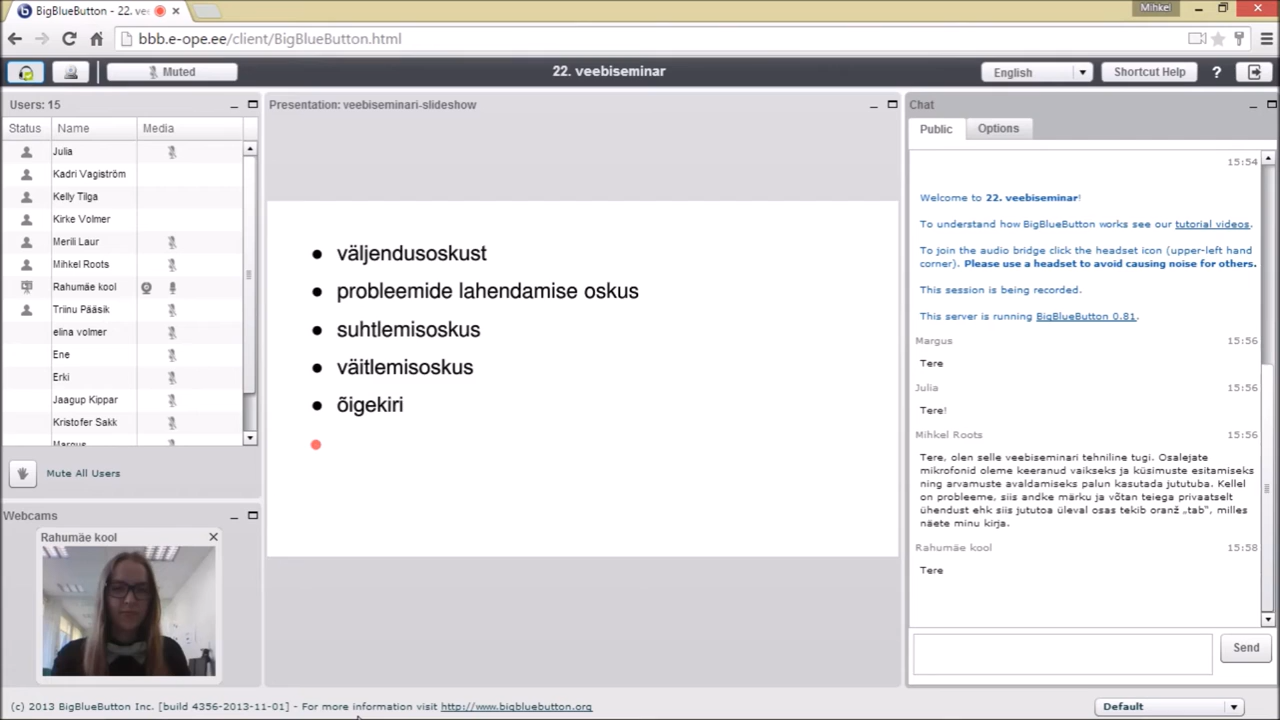 BigBlueButton - 22. ve
Mihkel
bbb.e-ope.ee/client/BigBlueButton.html
Muted
22. veebiseminar
English
Shortcut Help
?
Users: 15
Status Name Media
Julia
Kadri Vagiström
Kelly Tilga
Kirke Volmer
Merili Laur
Mihkel Roots
Rahumäe kool
Triinu Pääsik
elina volmer
Ene
Erki
Jaagup Kippar
Kristofer Sakk
Margus
Mute All Users
Webcams
Rahumäe kool
Presentation: veebiseminari-slideshow
• väljendusoskust
• probleemide lahendamise oskus
• suhtlemisoskus
• väitlemisoskus
• õigekiri
Chat
Public Options
15:54
Welcome to 22. veebiseminar!
To understand how BigBlueButton works see our tutorial videos.
To join the audio bridge click the headset icon (upper-left hand
corner). Please use a headset to avoid causing noise for others.
This session is being recorded.
This server is running BigBlueButton 0.81.
Margus 15:56
Tere
Julia 15:56
Tere!
Mihkel Roots 15:56
Tere, olen selle veebiseminari tehniline tugi. Osalejate
mikrofonid oleme keeranud vaikseks ja küsimuste esitamiseks
ning arvamuste avaldamiseks palun kasutada jututuba. Kellel
on probleeme, siis andke märku ja võtan teiega privaatselt
ühendust ehk siis jututoa üleval osas tekib oranž „tab“, milles
näete minu kirja.
Rahumäe kool 15:58
Tere
Send
(c) 2013 BigBlueButton Inc. [build 4356-2013-11-01] - For more information visit http://www.bigbluebutton.org
Default